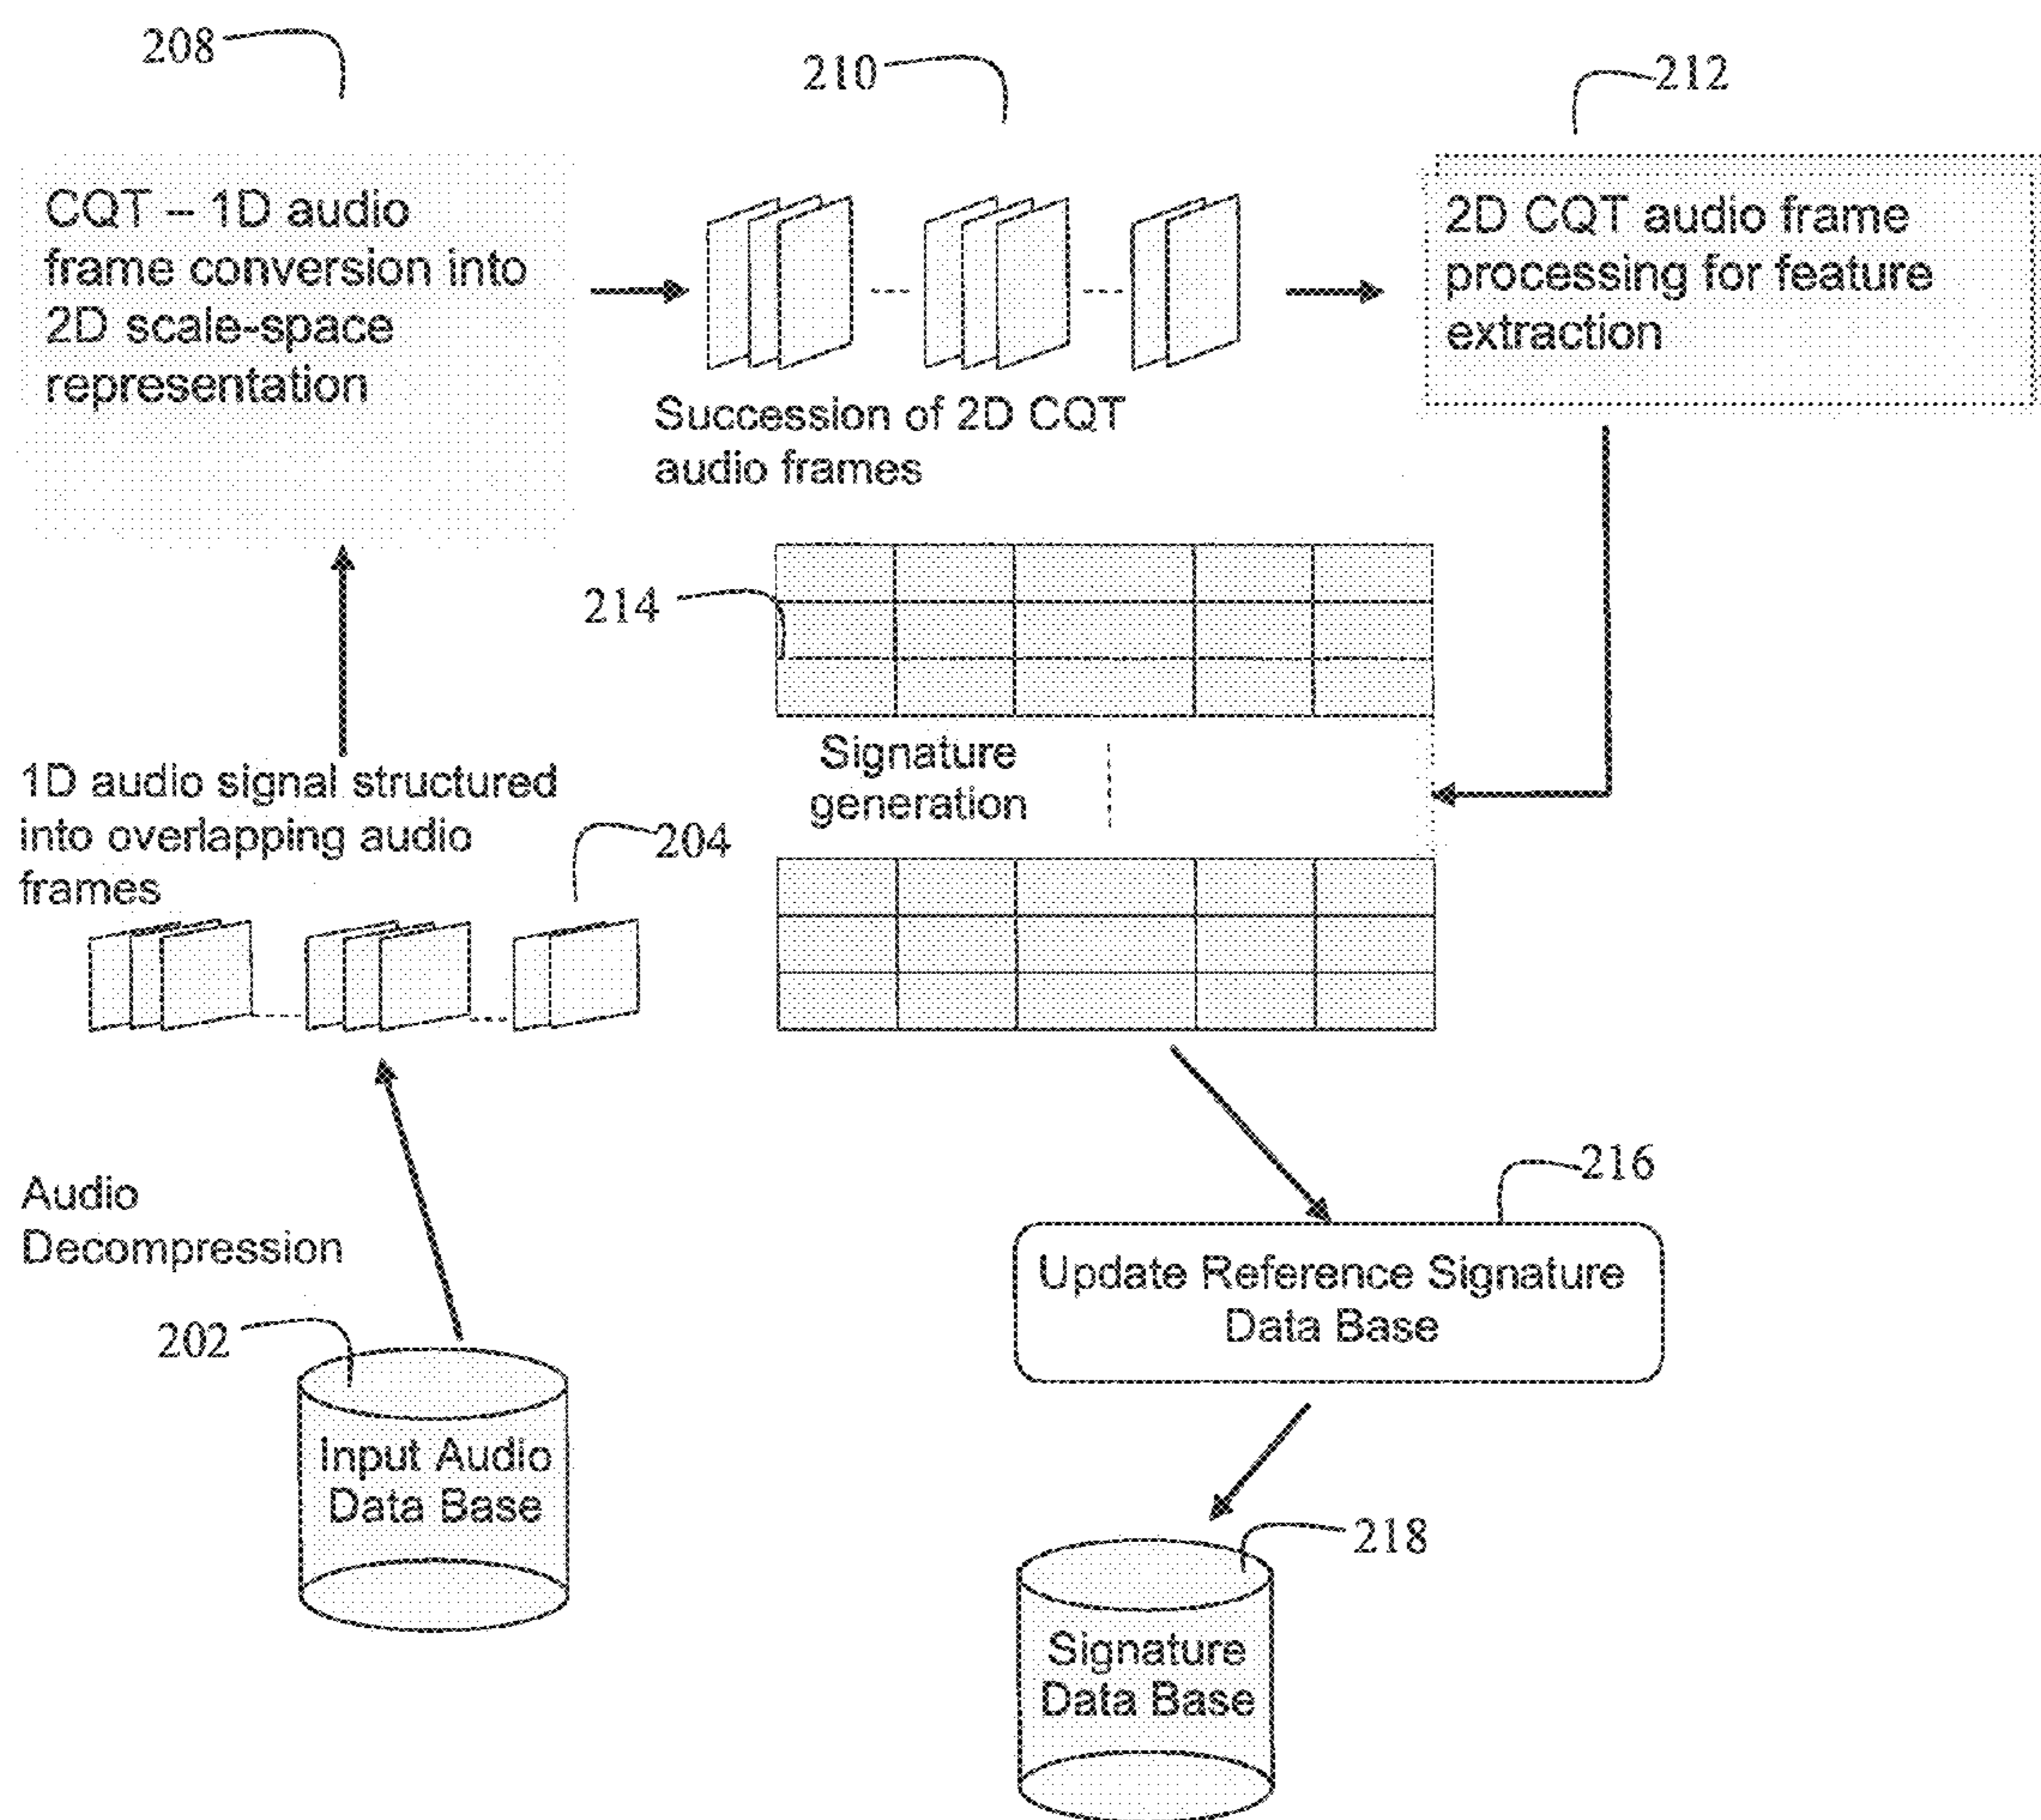 208
210
212
CQT – 1D audio
frame conversion into
2D scale-space
representation
2D CQT audio frame
processing for feature
extraction
Succession of 2D CQT
audio frames
214
Signature
generation
1D audio signal structured
into overlapping audio
frames
204
Audio
Decompression
216
Update Reference Signature
Data Base
202
Input Audio
Data Base
218
Signature
Data Base